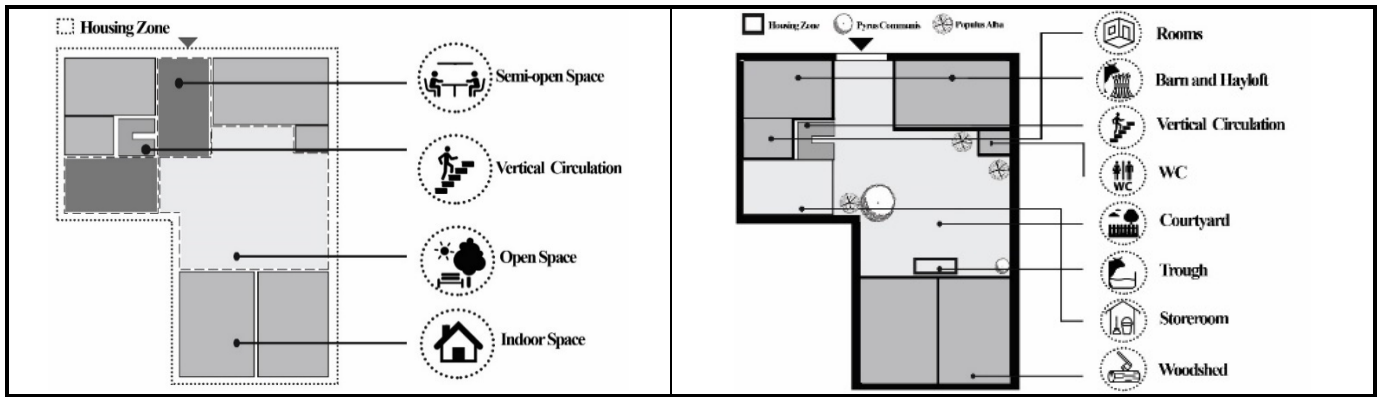 Housing Zone
Semi-open Space
Vertical Circulation
Open Space
Indoor Space
Housing Zone
Pyrus Communis
Populus Alba
Rooms
Barn and Hayloft
Vertical Circulation
WC
WC
Courtyard
Trough
Storeroom
Woodshed